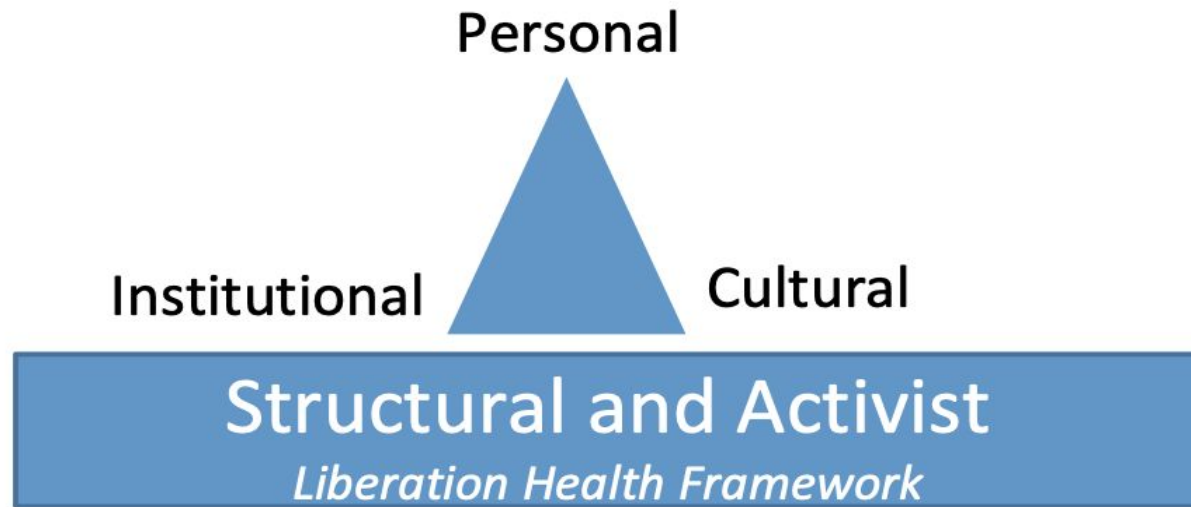 Personal
Institutional
Cultural
Structural and Activist
Liberation Health Framework